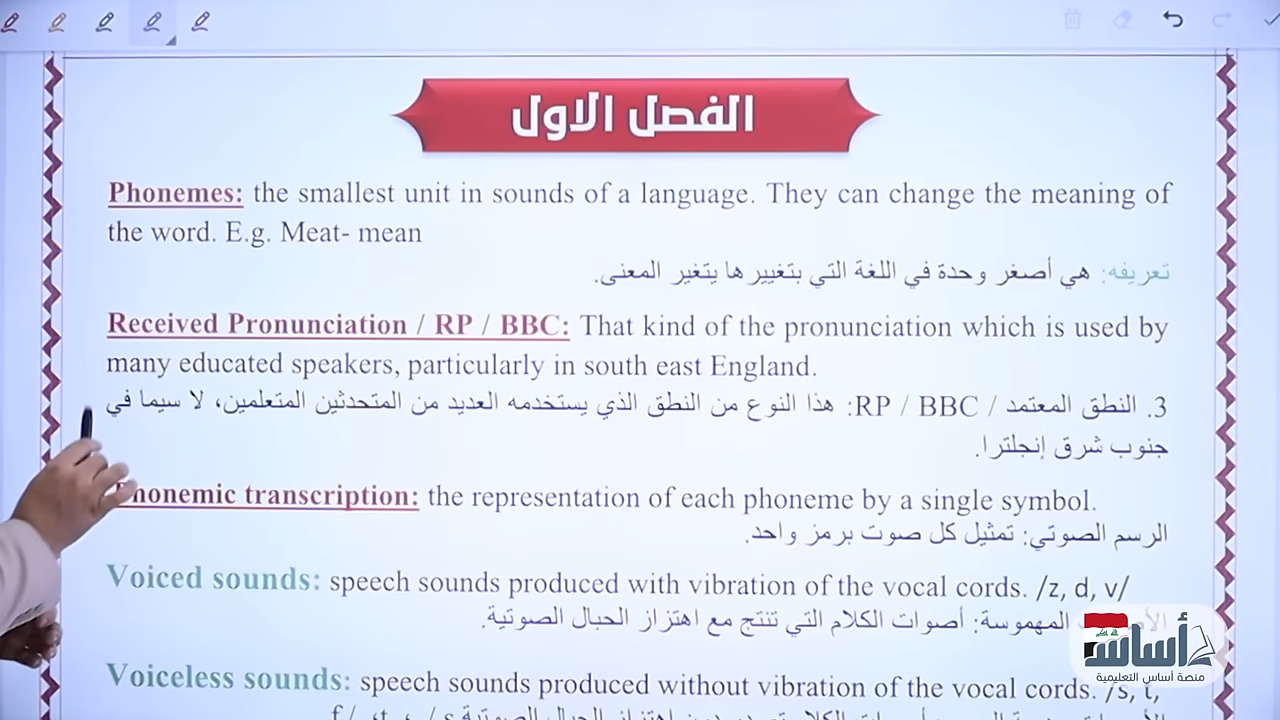 الفصل الاول
Phonemes: the smallest unit in sounds of a language. They can change the meaning of
the word. E.g. Meat- mean
تعريفه: هي أصغر وحدة في اللغة التي بتغييرها يتغير المعنى.
Received Pronunciation / RP / BBC: That kind of the pronunciation which is used by
many educated speakers, particularly in south east England.
3. النطق المعتمد / RP / BBC: هذا النوع من النطق الذي يستخدمه العديد من المتحدثين المتعلمين، لا سيما في
جنوب شرق إنجلترا.
Phonemic transcription: the representation of each phoneme by a single symbol.
الرسم الصوتي: تمثيل كل صوت برمز واحد.
Voiced sounds: speech sounds produced with vibration of the vocal cords. /z, d, v/
المهموسة: أصوات الكلام التي تنتج مع اهتزاز الحبال الصوتية.
Voiceless sounds: speech sounds produced without vibration of the vocal cords. /s, t,
أساس
منصة أساس التعليمية